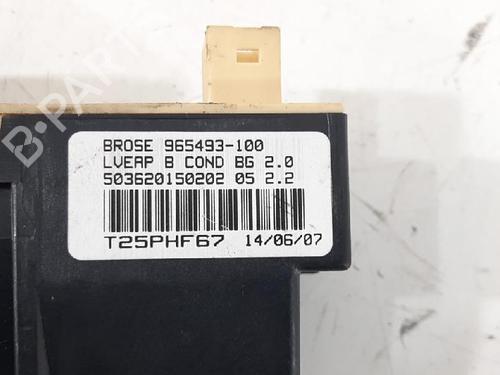 B-PARTS
BROSE 965493-100
LVEAP B COND BG 2.0
503620150202 05 2.2
T25PHF67 14/06/07